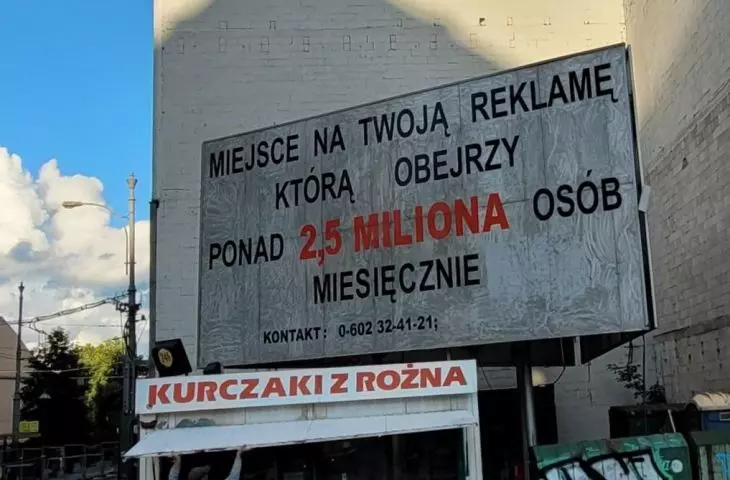 MIEJSCE NA TWOJĄ REKLAMĘ
KTÓRĄ OBEJRZY
PONAD 2,5 MILIONA OSÓB
MIESIĘCZNIE
KONTAKT: 0-602 32-41-21;
KURCZAKI Z ROŻNA